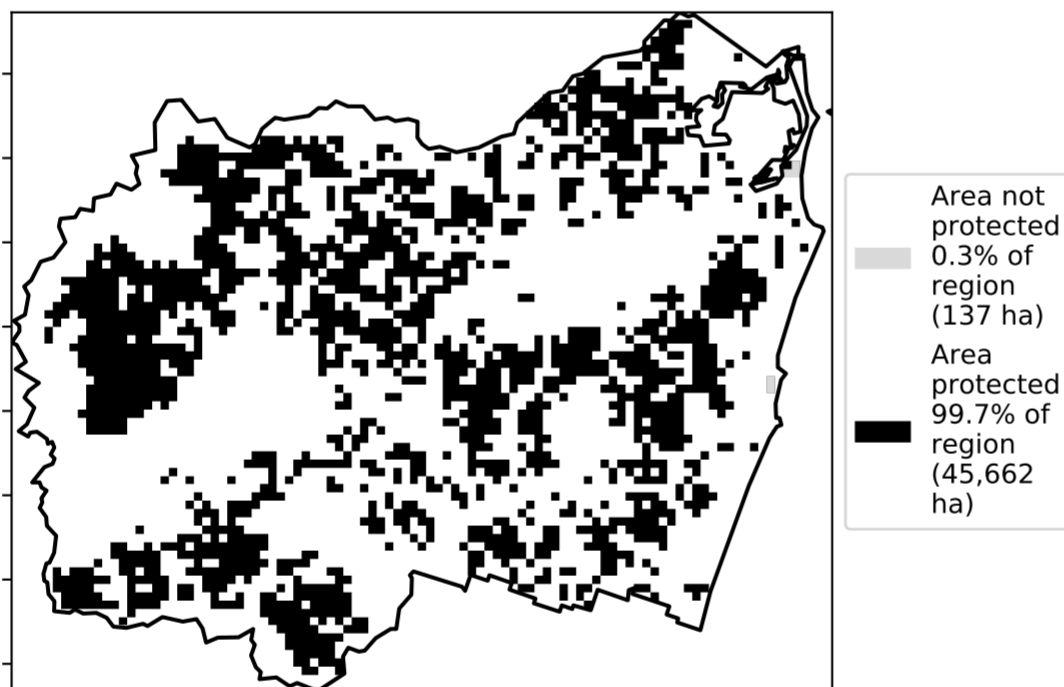 Area not
protected
0.3% of
region
(137 ha)
Area
protected
99.7% of
region
(45,662
ha)